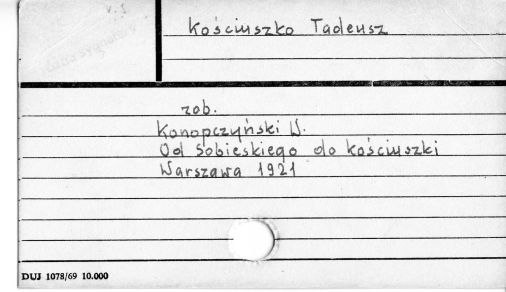 Kościuszko Tadeusz
zob.
Konopczyński W.
Od Sobieskiego do Kościuszki
Warszawa 1921
DUJ 1078/69 10.000